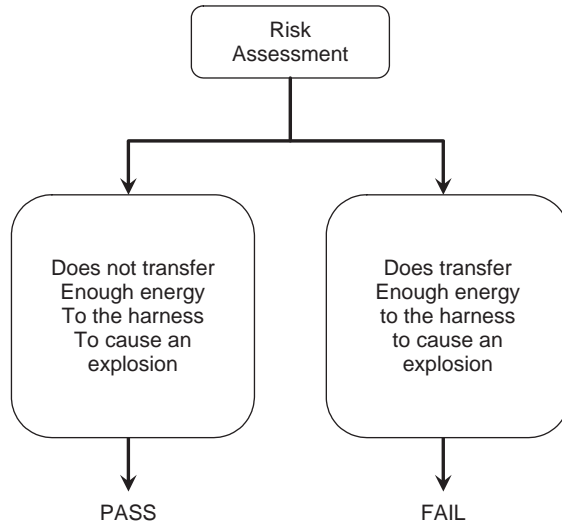 Risk
Assessment
Does not transfer
Enough energy
To the harness
To cause an
explosion
Does transfer
Enough energy
to the harness
to cause an
explosion
PASS
FAIL